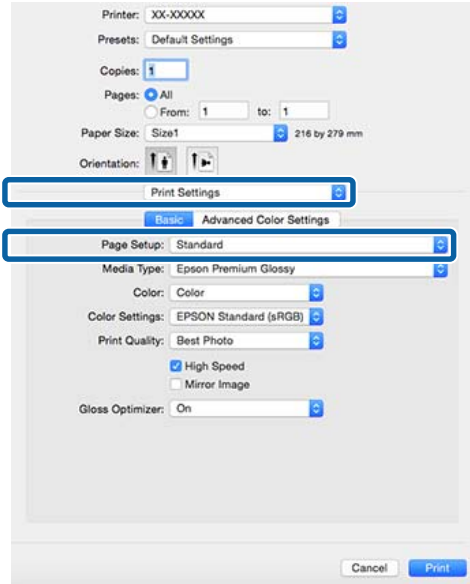 Printer: XX-XXXXX
Presets: Default Settings
Copies: 1
Pages: All
From: 1 to: 1
Paper Size: Size1 216 by 279 mm
Orientation:
Print Settings
Basic Advanced Color Settings
Page Setup: Standard
Media Type: Epson Premium Glossy
Color: Color
Color Settings: EPSON Standard (sRGB)
Print Quality: Best Photo
High Speed
Mirror Image
Gloss Optimizer: On
Cancel Print